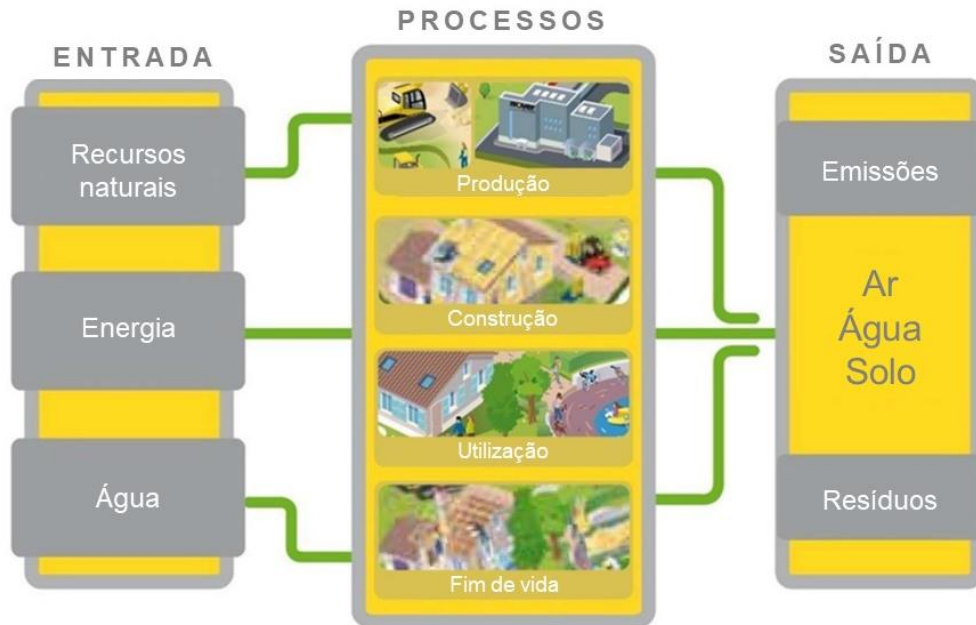 ENTRADA
Recursos
naturais
Energia
Água
PROCESSOS
Produção
Construção
Utilização
Fim de vida
SAÍDA
Emissões
Ar
Água
Solo
Resíduos